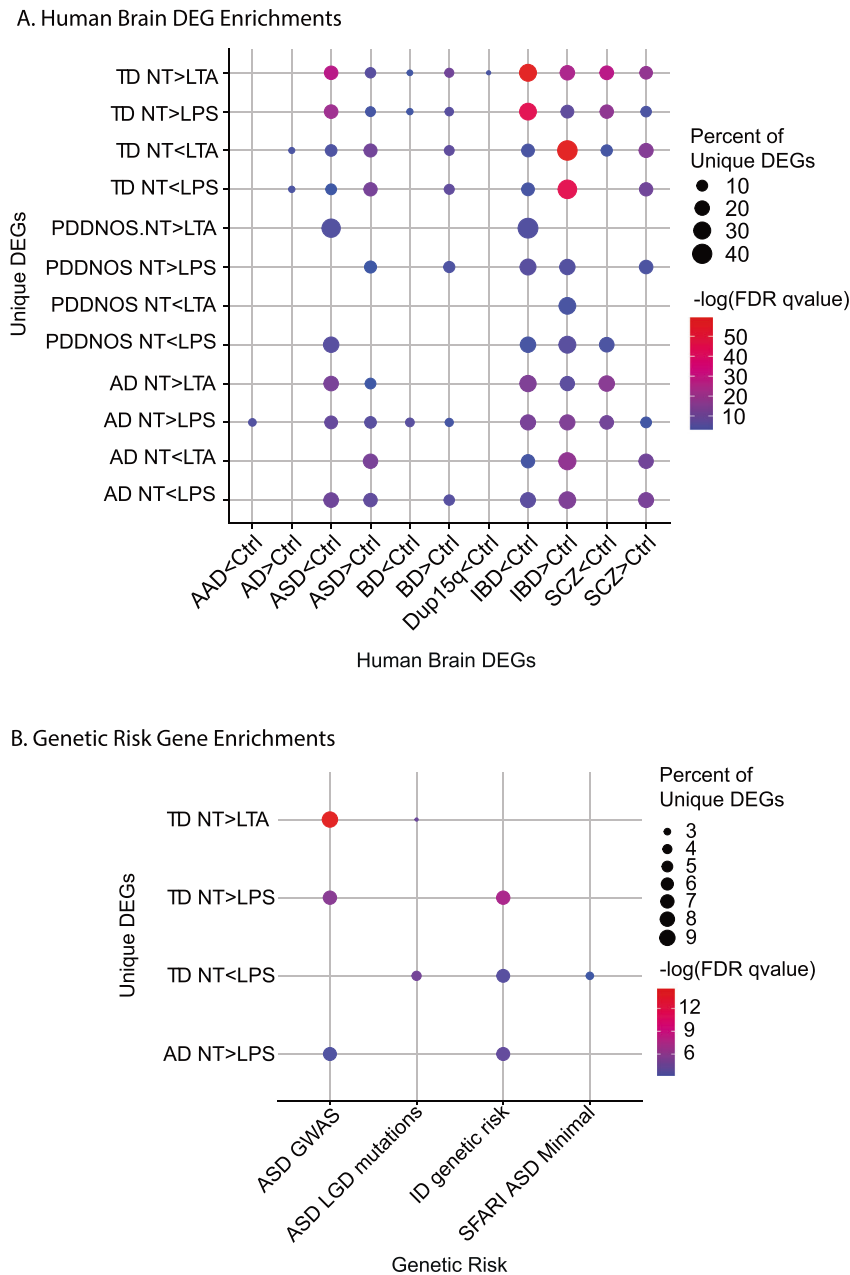 A. Human Brain DEG Enrichments
Unique DEGs
TD NT>LTA
TD NT>LPS
TD NT<LTA
TD NT<LPS
PDDNOS.NT>LTA
PDDNOS NT>LPS
PDDNOS NT<LTA
PDDNOS NT<LPS
AD NT>LTA
AD NT>LPS
AD NT<LTA
AD NT<LPS
AAD<Ctrl
AD>Ctrl
ASD<Ctrl
ASD>Ctrl
BD<Ctrl
BD>Ctrl
Dup15q<Ctrl
IBD<Ctrl
IBD>Ctrl
SCZ<Ctrl
SCZ>Ctrl
Human Brain DEGs
Percent of
Unique DEGs
10
20
30
40
-log(FDR qvalue)
50
40
30
20
10
B. Genetic Risk Gene Enrichments
Unique DEGs
TD NT>LTA
TD NT>LPS
TD NT<LPS
AD NT>LPS
ASD GWAS
ASD LGD mutations
ID genetic risk
SFARI ASD Minimal
Genetic Risk
Percent of
Unique DEGs
3
4
5
6
7
8
9
-log(FDR qvalue)
12
9
6